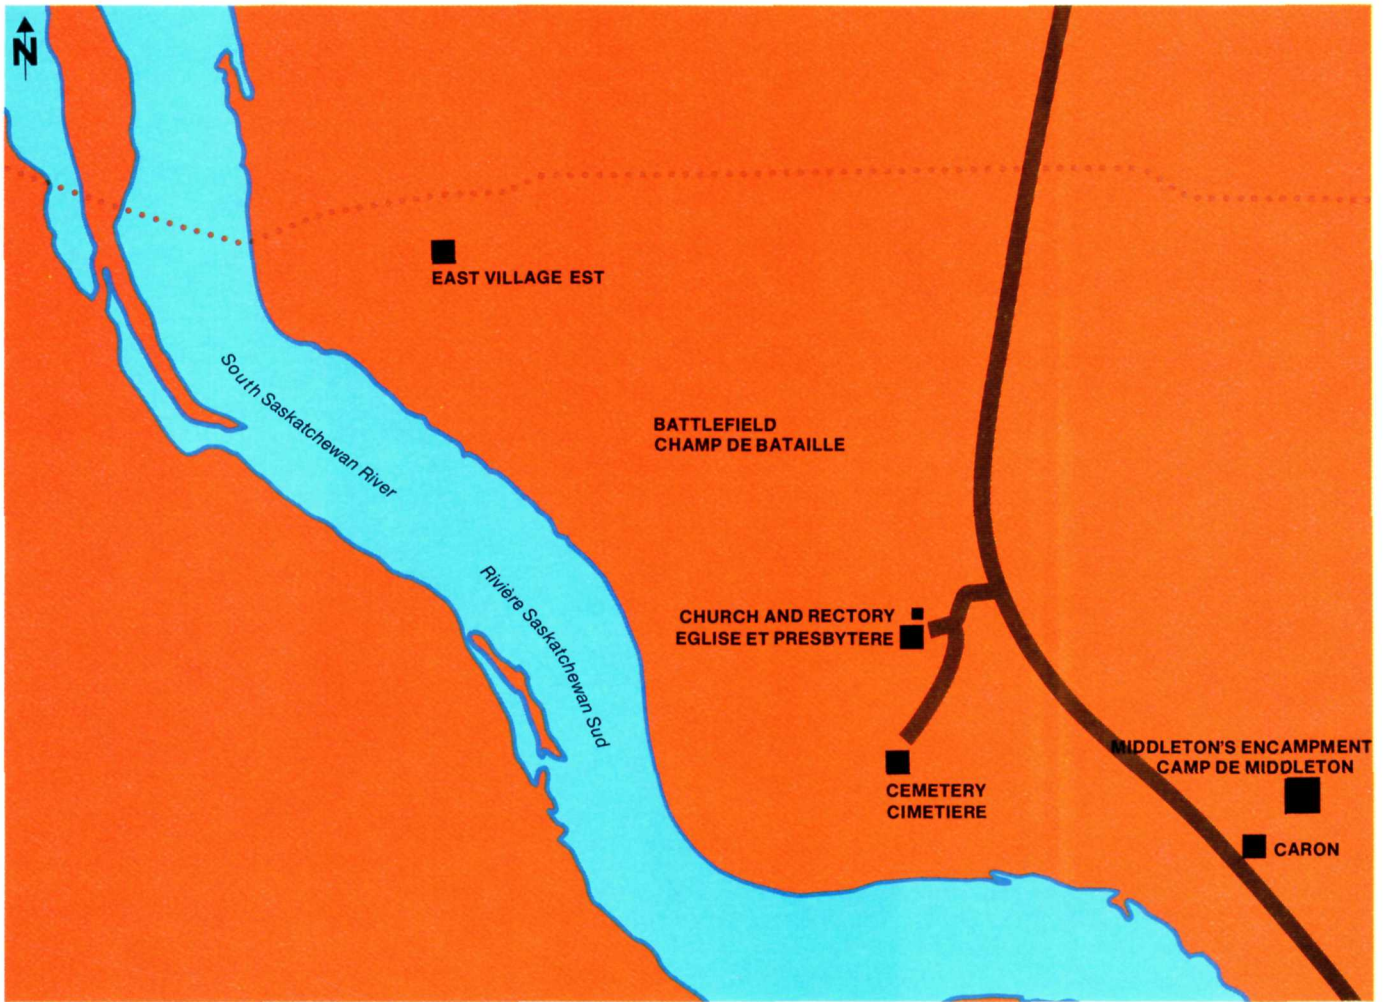 N
EAST VILLAGE EST
South Saskatchewan River
BATTLEFIELD
CHAMP DE BATAILLE
Rivière Saskatchewan Sud
CHURCH AND RECTORY
EGLISE ET PRESBYTERE
MIDDLETON'S ENCAMPMENT
CAMP DE MIDDLETON
CEMETERY
CIMETIERE
CARON